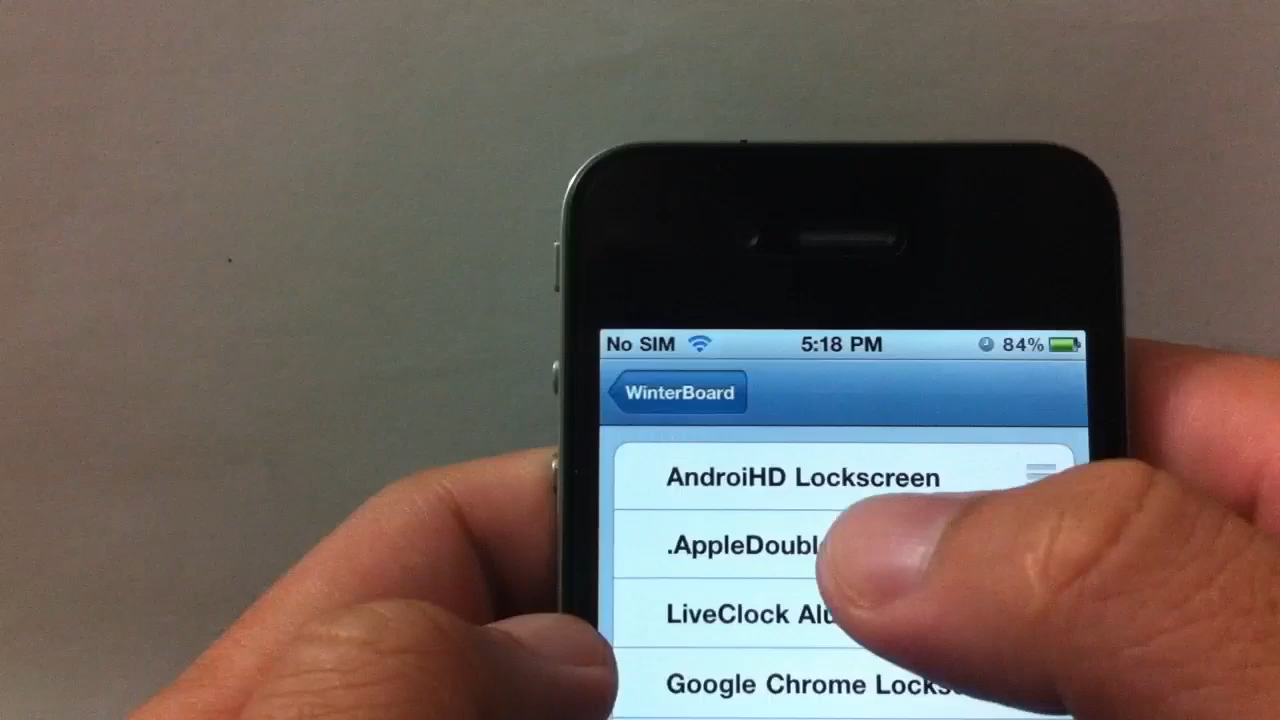 No SIM 5:18 PM 84%
WinterBoard
AndroiHD Lockscreen
.AppleDoubl
LiveClock Alu
Google Chrome Locks